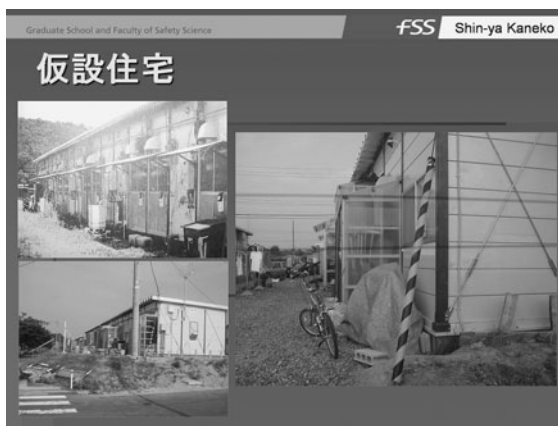 Graduate School and Faculty of Safety Science
FSS
Shin-ya Kaneko
仮設住宅